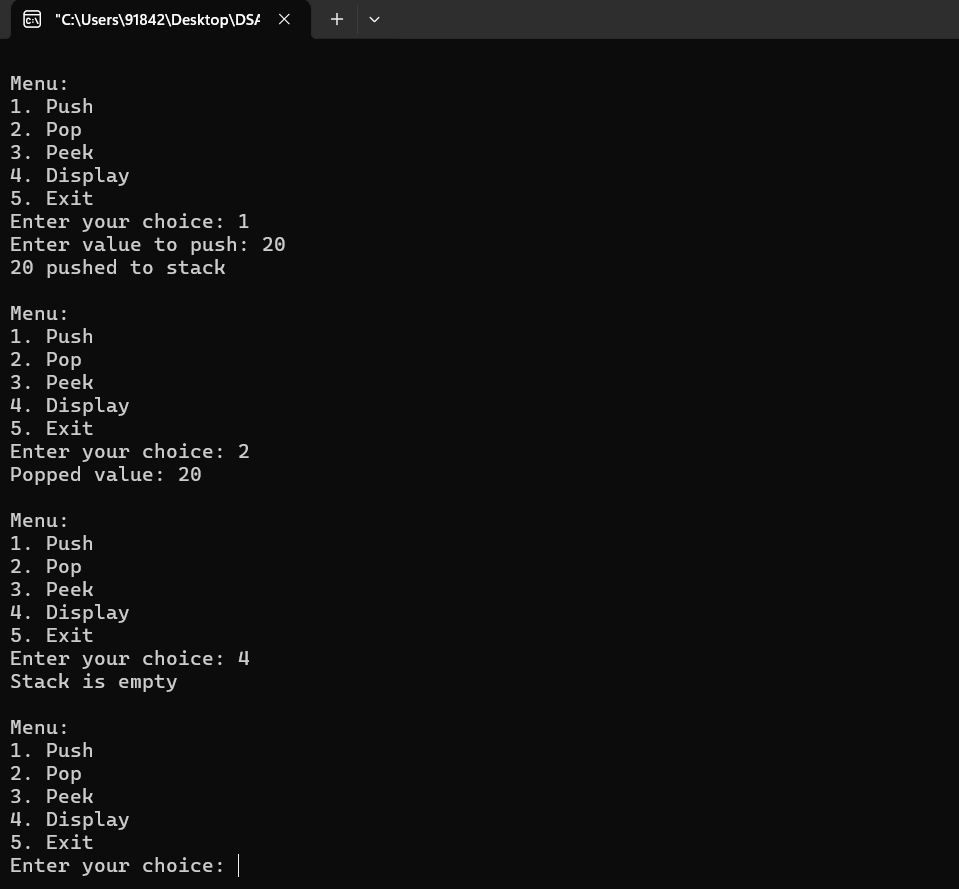 "C:\Users\91842\Desktop\DSA
Menu:
1. Push
2. Pop
3. Peek
4. Display
5. Exit
Enter your choice: 1
Enter value to push: 20
20 pushed to stack
Menu:
1. Push
2. Pop
3. Peek
4. Display
5. Exit
Enter your choice: 2
Popped value: 20
Menu:
1. Push
2. Pop
3. Peek
4. Display
5. Exit
Enter your choice: 4
Stack is empty
Menu:
1. Push
2. Pop
3. Peek
4. Display
5. Exit
Enter your choice: